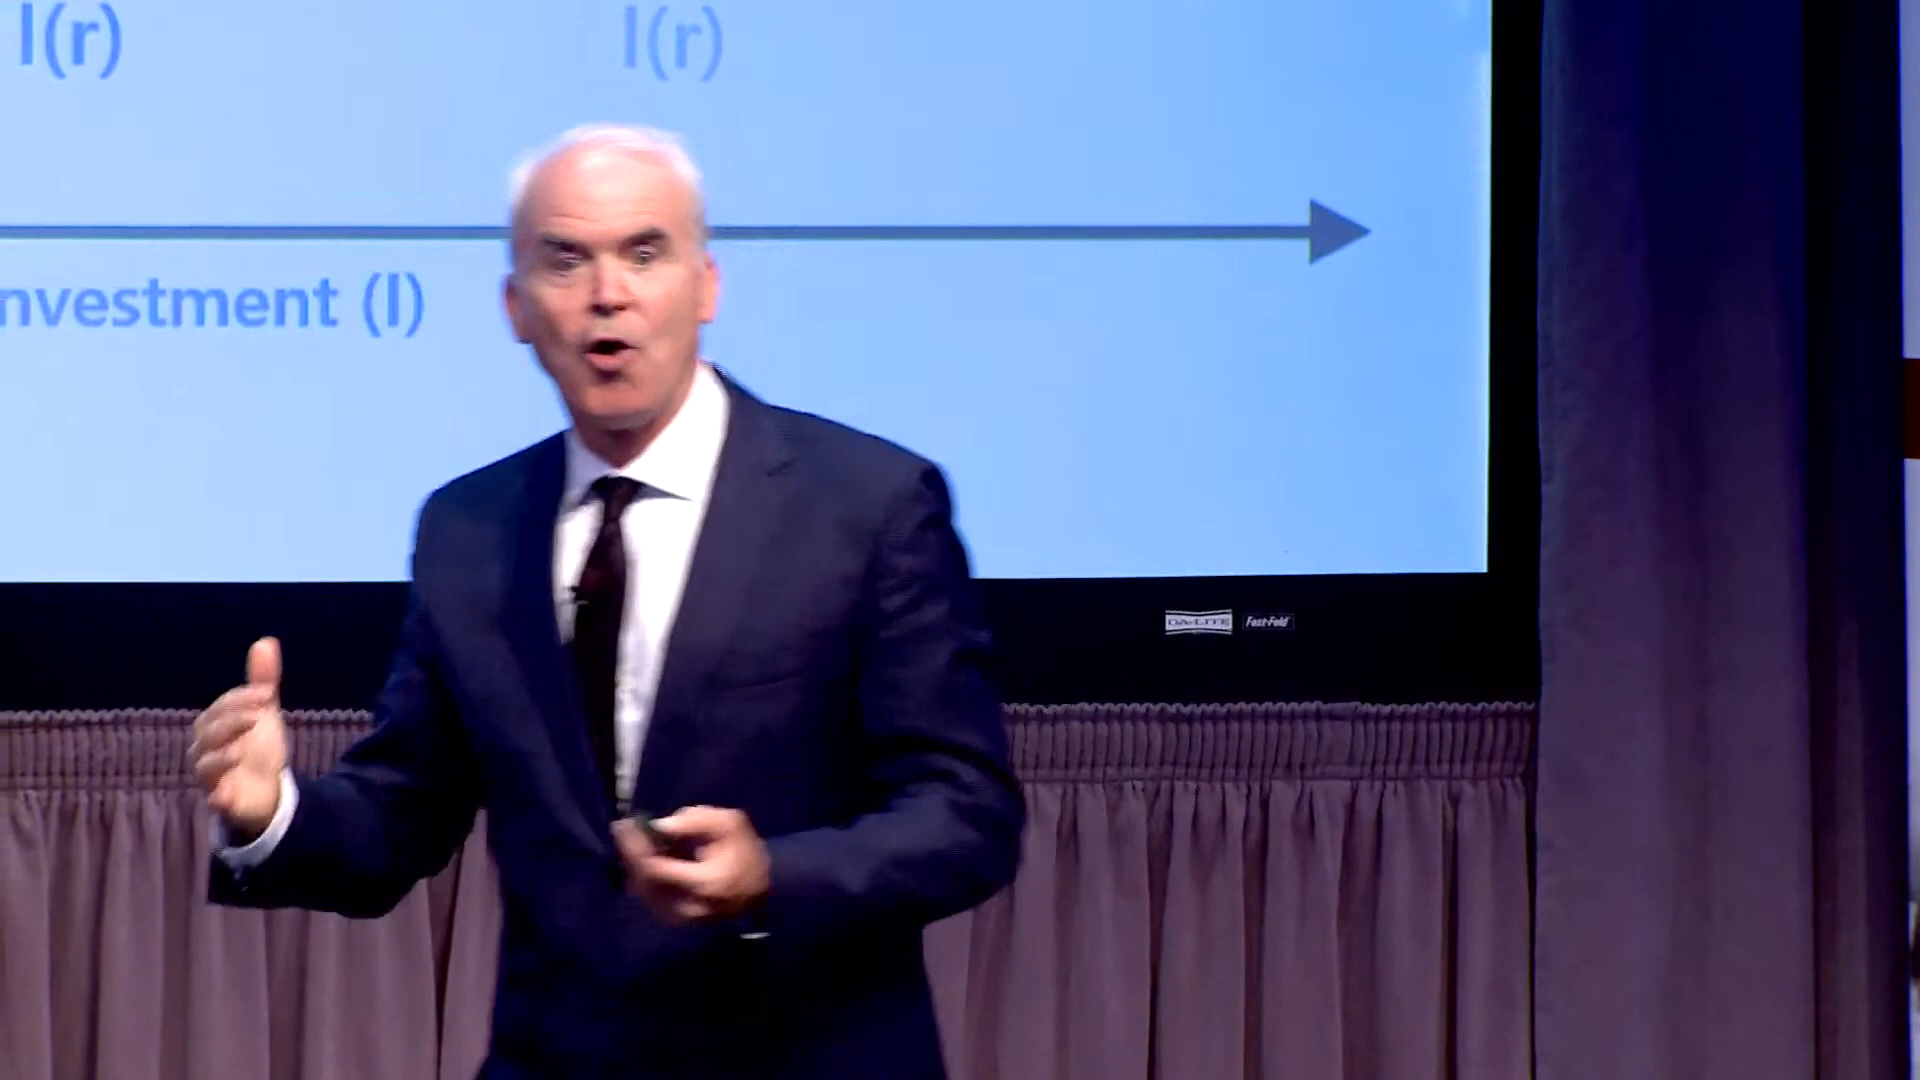 I(r) I(r)
nvestment (I)
DA-LITE Fast-Fold